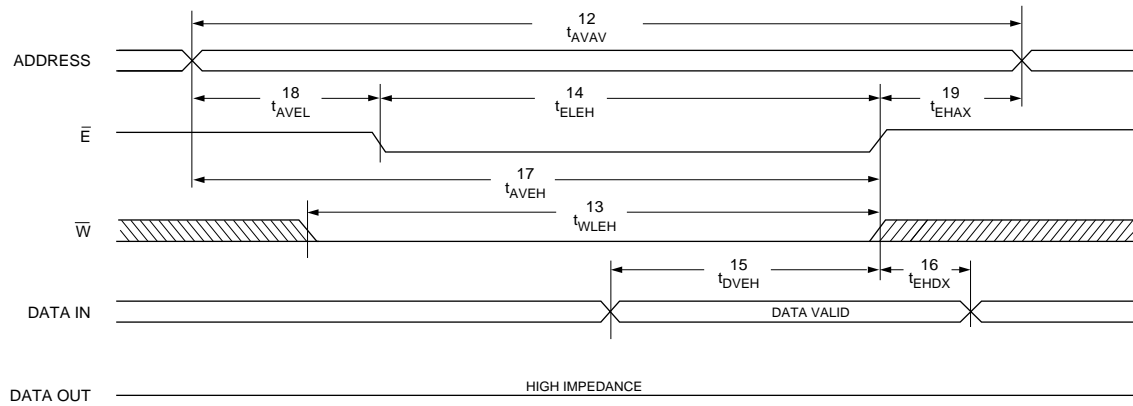 12
tAVAV
ADDRESS
18
tAVEL
14
tELEH
19
tEHAX
E̅
17
tAVEH
13
tWLEH
W̅
15
tDVEH
16
tEHDX
DATA IN
DATA VALID
DATA OUT
HIGH IMPEDANCE